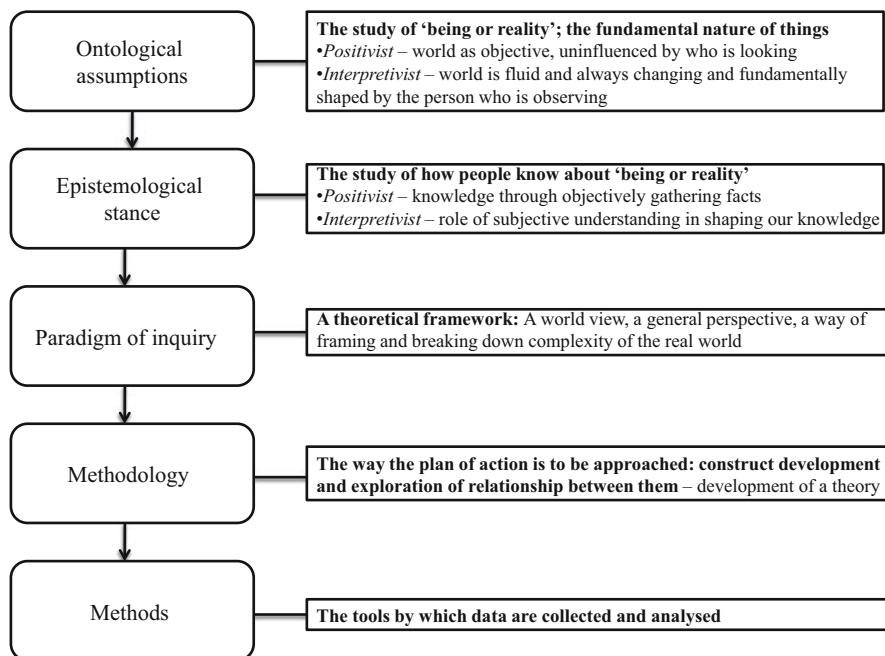 Ontological
assumptions
The study of ‘being or reality’; the fundamental nature of things
•Positivist – world as objective, uninfluenced by who is looking
•Interpretivist – world is fluid and always changing and fundamentally
shaped by the person who is observing
Epistemological
stance
The study of how people know about ‘being or reality’
•Positivist – knowledge through objectively gathering facts
•Interpretivist – role of subjective understanding in shaping our knowledge
Paradigm of inquiry
A theoretical framework: A world view, a general perspective, a way of
framing and breaking down complexity of the real world
Methodology
The way the plan of action is to be approached: construct development
and exploration of relationship between them – development of a theory
Methods
The tools by which data are collected and analysed